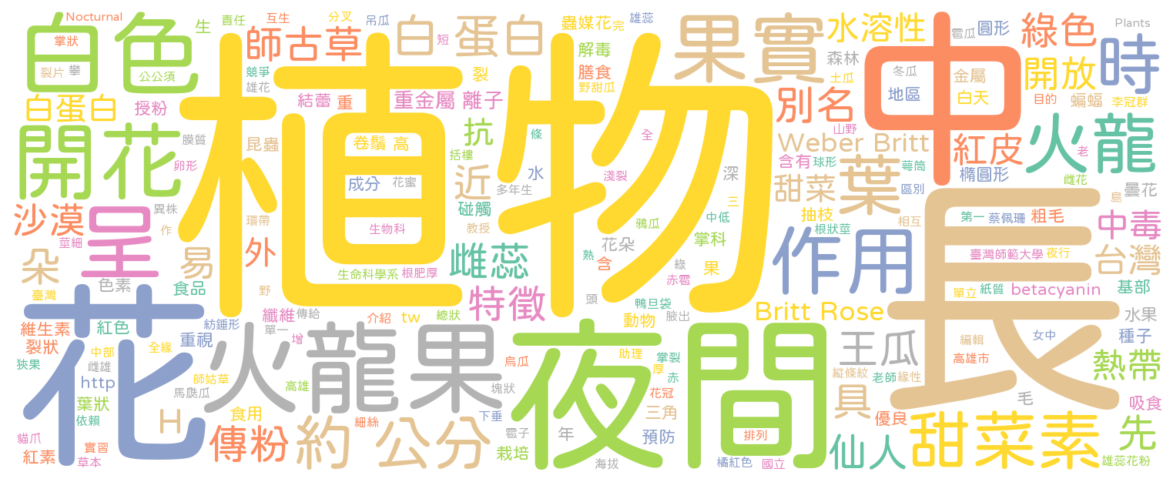 Nocturnal
互生
分叉
吊瓜
雄蕊
Plants
掌狀
白色
生
責任
師古草
白蛋白
蟲媒花
完
果實
水溶性
苞瓜
圓形
綠色
時
裂片
攀
公公須
競爭
雄花
短
解毒
森林
土瓜
中
開放
白蛋白
授粉
結蕾
重
重金屬
離子
裂
膳食
野甜瓜
別名
冬瓜
地區
金屬
白天
蝙蝠
目的
李冠群
開花
膜質
昆蟲
植物
卷鬚
高
抗
條
全
山野
Weber Britt
紅皮
老
火龍
卵形
括樓
水
淺裂
深
含有
球形
萼筒
橢圓形
雌花
沙漠
異株
環帶
成分
花蜜
近
多年生
甜菜
葉
區別
曇花
島
呈
作
碰觸
鴨瓜
中低
三
抽枝
相互
第一
蔡佩珊
粗毛
中毒
朵
莖細
易
外
生物科
教授
花朵
掌科
根狀莖
作用
長
臺灣師範大學
夜行
台灣
色素
生命科學系
根肥厚
雌蕊
熟
含
綠
果
單立
紙質
betacyanin
基部
臺灣
食品
野
特徵
頭
赤雹
鴨旦袋
動物
腋出
Britt Rose
水果
維生素
紅色
紡錘形
纖維
傳給
介紹
tw
總狀
夜間
王瓜
編輯
女中
種子
裂狀
花
中部
全緣
重視
單一
增
火龍果
烏瓜
助理
掌裂
縱條紋
高雄市
熱帶
狹果
雌雄
師姑草
厚
赤
老師
緣性
http
馬㼎瓜
高雄
塊狀
花冠
毛
吸食
葉狀
依賴
H
食用
細絲
下垂
雹子
三角
具
優良
貓爪
實習
傳粉
約
公分
年
預防
排列
仙人
甜菜素
先
紅素
草本
栽培
海拔
橘紅色
國立
雄蕊花粉